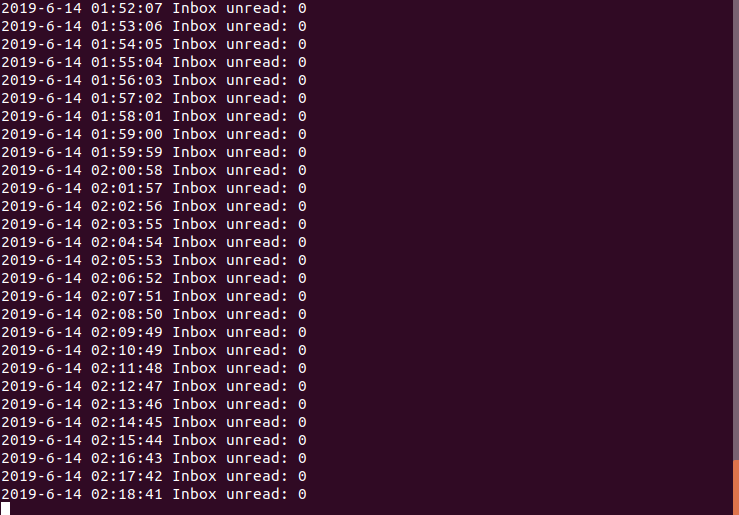 2019-6-14 01:52:07 Inbox unread: 0
2019-6-14 01:53:06 Inbox unread: 0
2019-6-14 01:54:05 Inbox unread: 0
2019-6-14 01:55:04 Inbox unread: 0
2019-6-14 01:56:03 Inbox unread: 0
2019-6-14 01:57:02 Inbox unread: 0
2019-6-14 01:58:01 Inbox unread: 0
2019-6-14 01:59:00 Inbox unread: 0
2019-6-14 01:59:59 Inbox unread: 0
2019-6-14 02:00:58 Inbox unread: 0
2019-6-14 02:01:57 Inbox unread: 0
2019-6-14 02:02:56 Inbox unread: 0
2019-6-14 02:03:55 Inbox unread: 0
2019-6-14 02:04:54 Inbox unread: 0
2019-6-14 02:05:53 Inbox unread: 0
2019-6-14 02:06:52 Inbox unread: 0
2019-6-14 02:07:51 Inbox unread: 0
2019-6-14 02:08:50 Inbox unread: 0
2019-6-14 02:09:49 Inbox unread: 0
2019-6-14 02:10:49 Inbox unread: 0
2019-6-14 02:11:48 Inbox unread: 0
2019-6-14 02:12:47 Inbox unread: 0
2019-6-14 02:13:46 Inbox unread: 0
2019-6-14 02:14:45 Inbox unread: 0
2019-6-14 02:15:44 Inbox unread: 0
2019-6-14 02:16:43 Inbox unread: 0
2019-6-14 02:17:42 Inbox unread: 0
2019-6-14 02:18:41 Inbox unread: 0